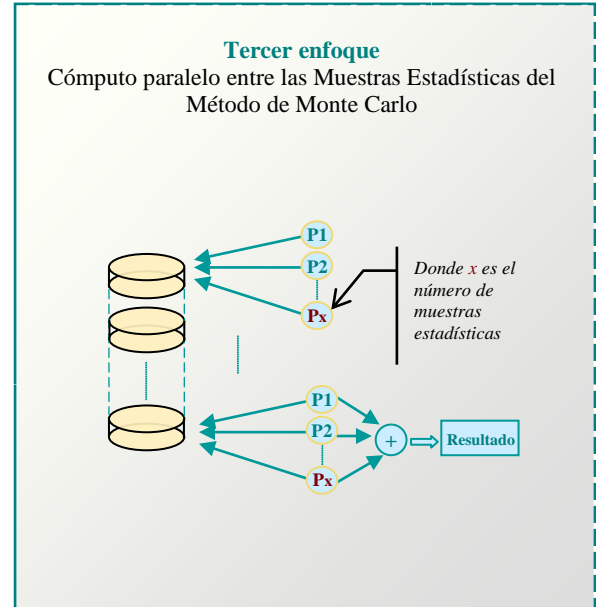 Tercer enfoque
Cómputo paralelo entre las Muestras Estadísticas del
Método de Monte Carlo
P1
P2
Px
Donde x es el
número de
muestras
estadísticas
P1
P2
Px
+
Resultado